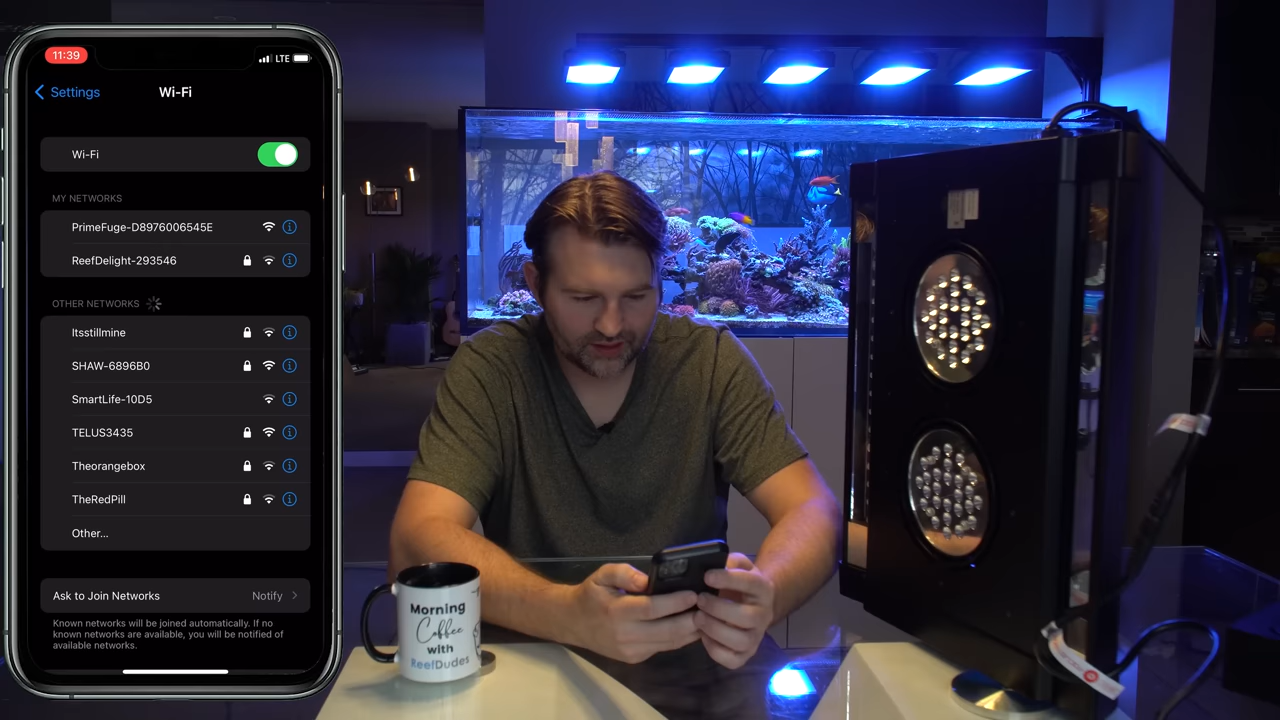 11:39
LTE
Settings
Wi-Fi
Wi-Fi
MY NETWORKS
PrimeFuge-D8976006545E
ReefDelight-293546
OTHER NETWORKS
Itsstillmine
SHAW-6896B0
SmartLife-10D5
TELUS3435
Theorangebox
TheRedPill
Other...
Ask to Join Networks
Notify
Known networks will be joined automatically. If no
known networks are available, you will be notified of
available networks.
Morning
Coffee
with
ReefDudes